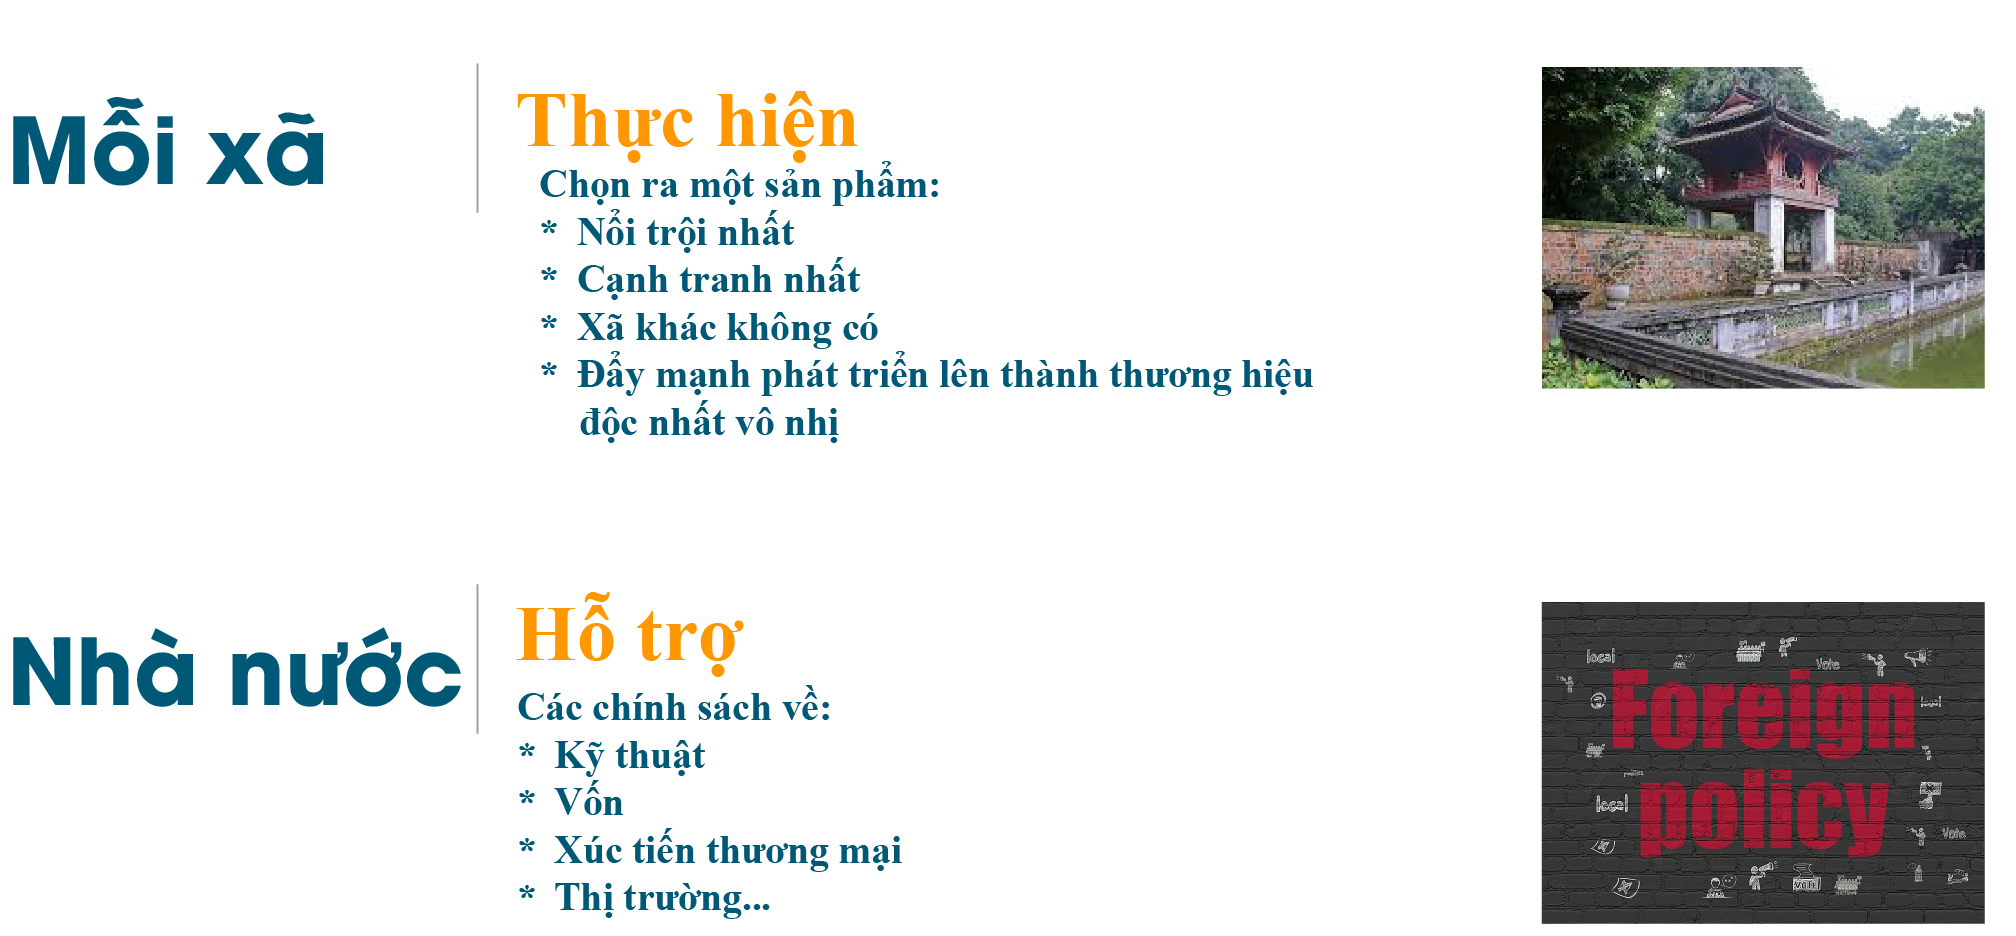 Mỗi xã
Thực hiện
Chọn ra một sản phẩm:
* Nổi trội nhất
* Cạnh tranh nhất
* Xã khác không có
* Đẩy mạnh phát triển lên thành thương hiệu
độc nhất vô nhị
Nhà nước
Hỗ trợ
Các chính sách về:
* Kỹ thuật
* Vốn
* Xúc tiến thương mại
* Thị trường...
local
Vote
Foreign
local
policy
local
Vote
VOTE